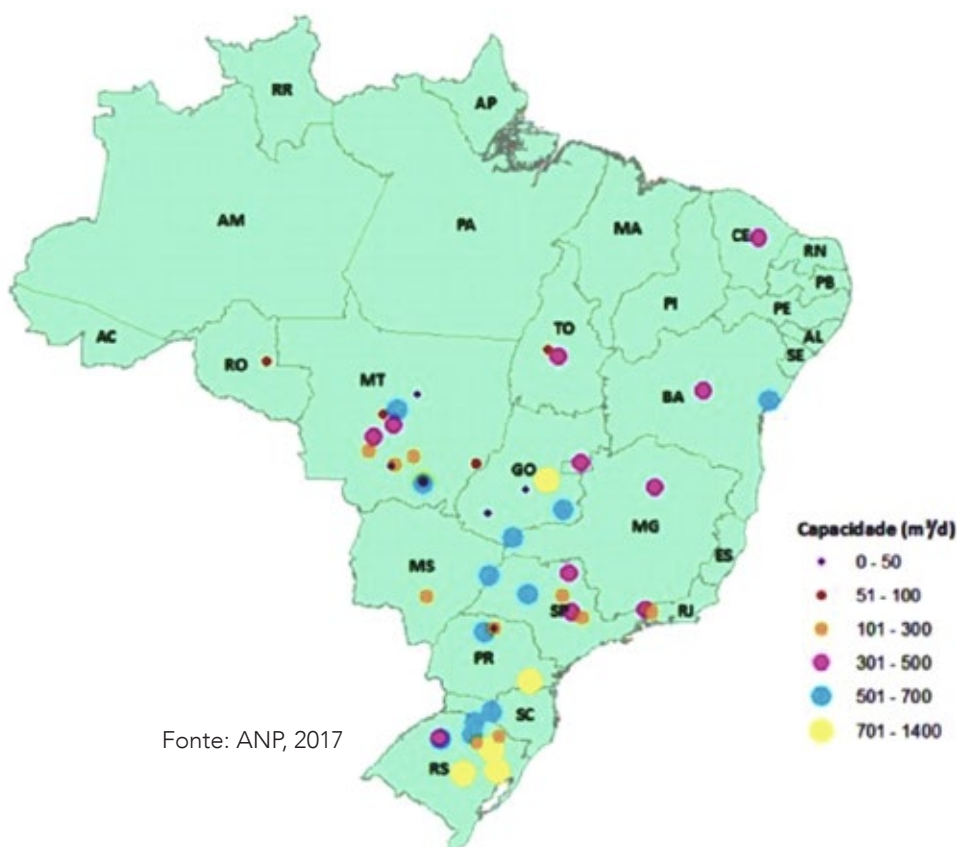 RR
AP
AM
PA
MA
CE
RN
PB
PI
PE
AL
SE
AC
RO
TO
MT
BA
GO
MG
ES
MS
SP
RJ
PR
SC
RS
Capacidade (m³/d)
0 - 50
51 - 100
101 - 300
301 - 500
501 - 700
701 - 1400
Fonte: ANP, 2017